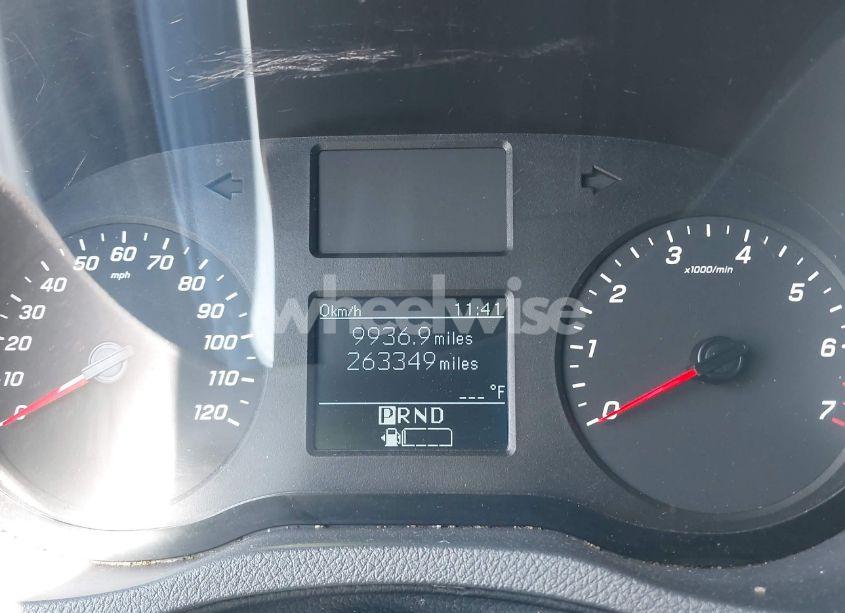 0km/h 11:41
9936.9 miles
263349 miles
___ °F
PRND
0 10 20 30 40 50 60 70 80 90 100 110 120
mph
0 1 2 3 4 5 6 7
x1000/min
wheelwise